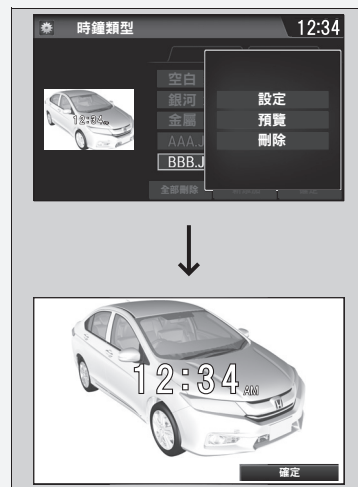 時鐘類型 12:34
空白
銀河
金屬
AAA.J
BBB.J
設定
預覽
刪除
12:34
全部刪除
12:34 AM
確定